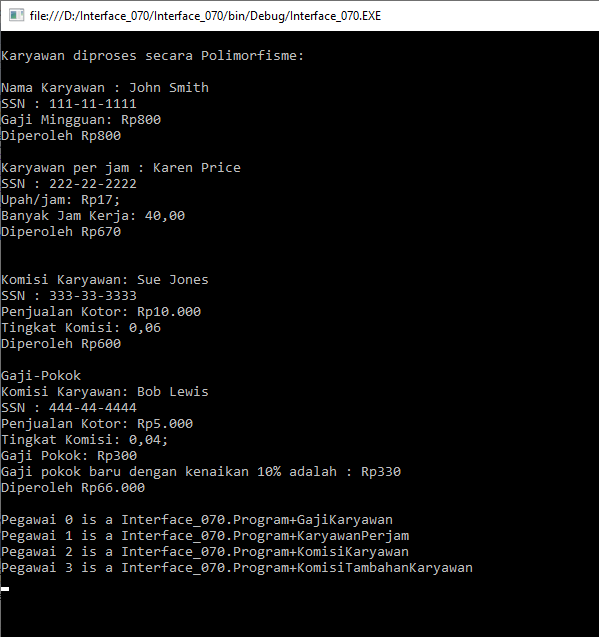 file:///D:/Interface_070/Interface_070/bin/Debug/Interface_070.EXE
Karyawan diproses secara Polimorfisme:
Nama Karyawan : John Smith
SSN : 111-11-1111
Gaji Mingguan: Rp800
Diperoleh Rp800
Karyawan per jam : Karen Price
SSN : 222-22-2222
Upah/jam: Rp17;
Banyak Jam Kerja: 40,00
Diperoleh Rp670
Komisi Karyawan: Sue Jones
SSN : 333-33-3333
Penjualan Kotor: Rp10.000
Tingkat Komisi: 0,06
Diperoleh Rp600
Gaji-Pokok
Komisi Karyawan: Bob Lewis
SSN : 444-44-4444
Penjualan Kotor: Rp5.000
Tingkat Komisi: 0,04;
Gaji Pokok: Rp300
Gaji pokok baru dengan kenaikan 10% adalah : Rp330
Diperoleh Rp66.000
Pegawai 0 is a Interface_070.Program+GajiKaryawan
Pegawai 1 is a Interface_070.Program+KaryawanPerjam
Pegawai 2 is a Interface_070.Program+KomisiKaryawan
Pegawai 3 is a Interface_070.Program+KomisiTambahanKaryawan